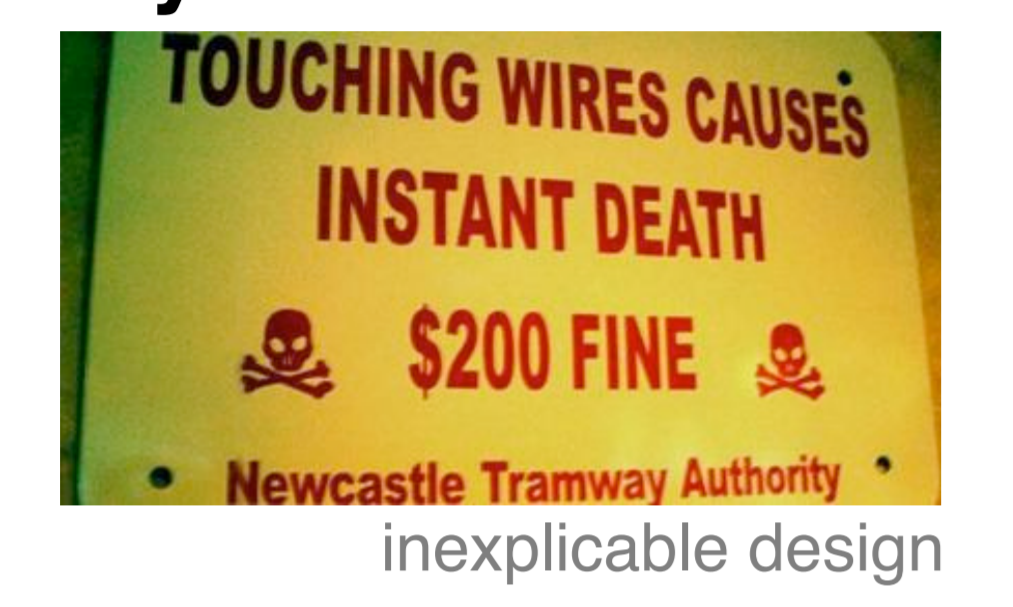 TOUCHING WIRES CAUSES
INSTANT DEATH
$200 FINE
Newcastle Tramway Authority
inexplicable design